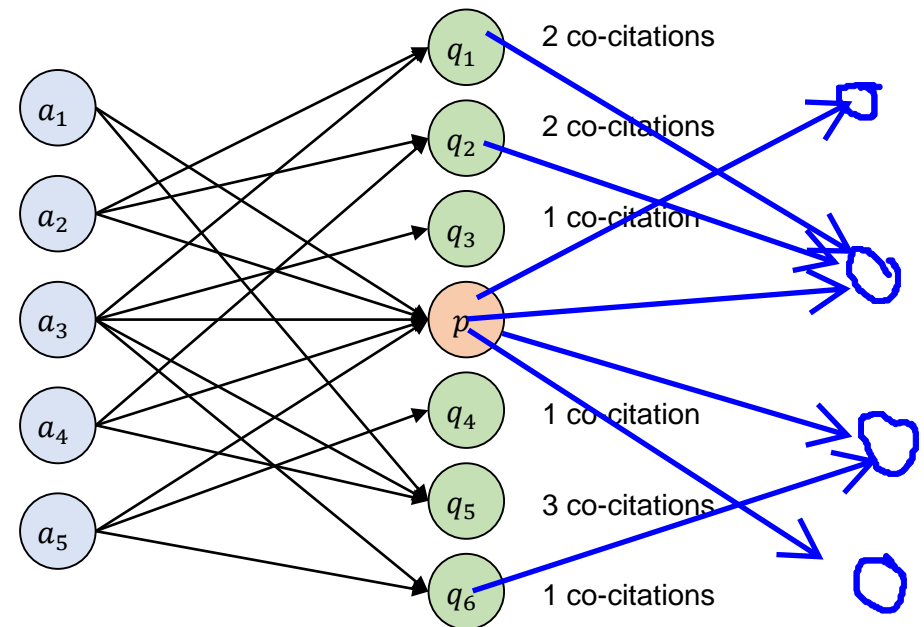 q₁ 2 co-citations
a₁
q₂ 2 co-citations
a₂
q₃ 1 co-citation
a₃
p
a₄
q₄ 1 co-citation
a₅
q₅ 3 co-citations
q₆ 1 co-citations